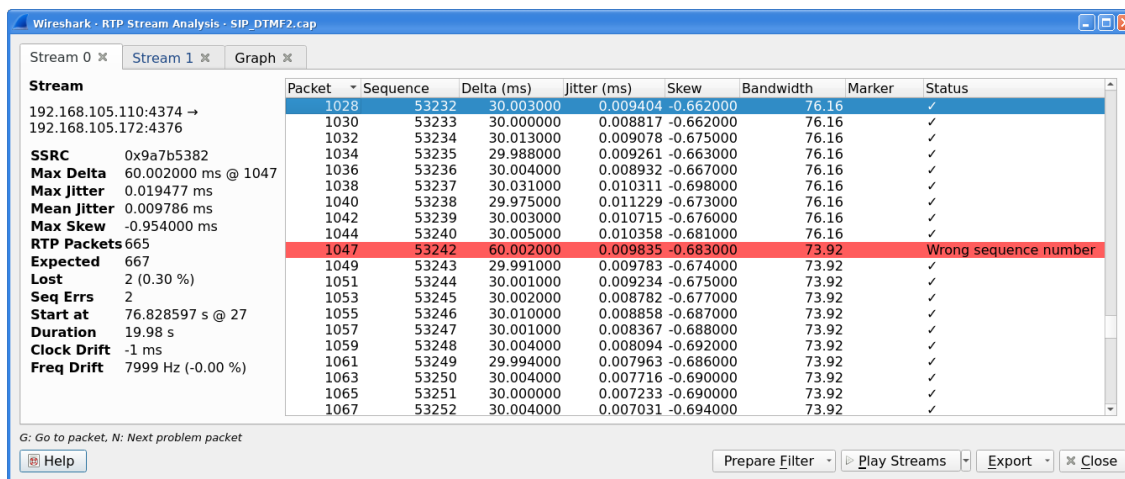 Wireshark · RTP Stream Analysis · SIP_DTMF2.cap
Stream 0 Stream 1 Graph
Stream
192.168.105.110:4374 →
192.168.105.172:4376
SSRC 0x9a7b5382
Max Delta 60.002000 ms @ 1047
Max Jitter 0.019477 ms
Mean Jitter 0.009786 ms
Max Skew -0.954000 ms
RTP Packets 665
Expected 667
Lost 2 (0.30 %)
Seq Errs 2
Start at 76.828597 s @ 27
Duration 19.98 s
Clock Drift -1 ms
Freq Drift 7999 Hz (-0.00 %)
Packet Sequence Delta (ms) Jitter (ms) Skew Bandwidth Marker Status
1028 53232 30.003000 0.009404 -0.662000 76.16 ✓
1030 53233 30.000000 0.008817 -0.662000 76.16 ✓
1032 53234 30.013000 0.009078 -0.675000 76.16 ✓
1034 53235 29.988000 0.009261 -0.663000 76.16 ✓
1036 53236 30.004000 0.008932 -0.667000 76.16 ✓
1038 53237 30.031000 0.010311 -0.698000 76.16 ✓
1040 53238 29.975000 0.011229 -0.673000 76.16 ✓
1042 53239 30.003000 0.010715 -0.676000 76.16 ✓
1044 53240 30.005000 0.010358 -0.681000 76.16 ✓
1047 53242 60.002000 0.009835 -0.683000 73.92 Wrong sequence number
1049 53243 29.991000 0.009783 -0.674000 73.92 ✓
1051 53244 30.001000 0.009234 -0.675000 73.92 ✓
1053 53245 30.002000 0.008782 -0.677000 73.92 ✓
1055 53246 30.010000 0.008858 -0.687000 73.92 ✓
1057 53247 30.001000 0.008367 -0.688000 73.92 ✓
1059 53248 30.004000 0.008094 -0.692000 73.92 ✓
1061 53249 29.994000 0.007963 -0.686000 73.92 ✓
1063 53250 30.004000 0.007716 -0.690000 73.92 ✓
1065 53251 30.000000 0.007233 -0.690000 73.92 ✓
1067 53252 30.004000 0.007031 -0.694000 73.92 ✓
G: Go to packet, N: Next problem packet
Help Prepare Filter Play Streams Export Close